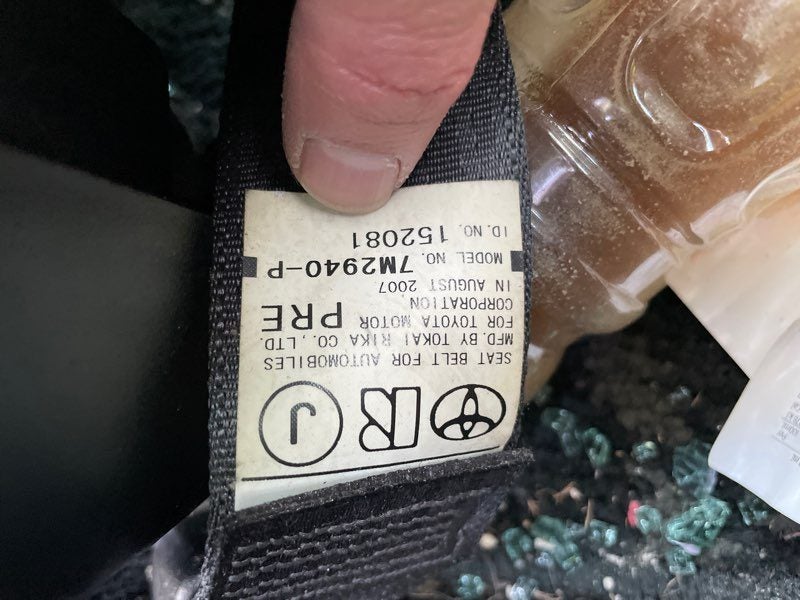 J
SEAT BELT FOR AUTOMOBILES
MFD. BY TOKAI RIKA CO., LTD.
FOR TOYOTA MOTOR PRE
CORPORATION
IN AUGUST 2007
MODEL NO. 7M2940-P
ID. NO. 152081